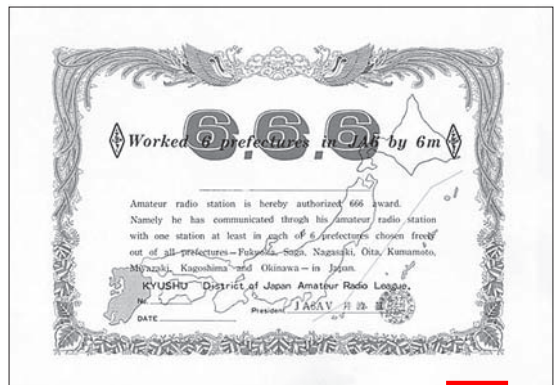 6.6.6
Worked 6 prefectures in JA6 by 6m
Amateur radio station is hereby authorized 666 award.
Namely he has communicated throgh his amateur radio station
with one station at least in each of 6 prefectures chosen freely
out of all prefectures—Fukuoka, Saga, Nagasaki, Oita, Kumamoto,
Miyazaki, Kagoshima and Okinawa—in Japan.
KYUSHU District of Japan Amateur Radio League.
No.
President JA6AV
DATE